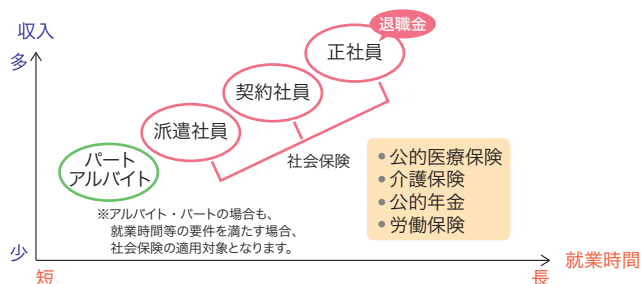 収入
多
退職金
正社員
契約社員
派遣社員
パート
アルバイト
社会保険
• 公的医療保険
• 介護保険
• 公的年金
• 労働保険
※アルバイト・パートの場合も、
就業時間等の要件を満たす場合、
社会保険の適用対象となります。
少
短
長
就業時間